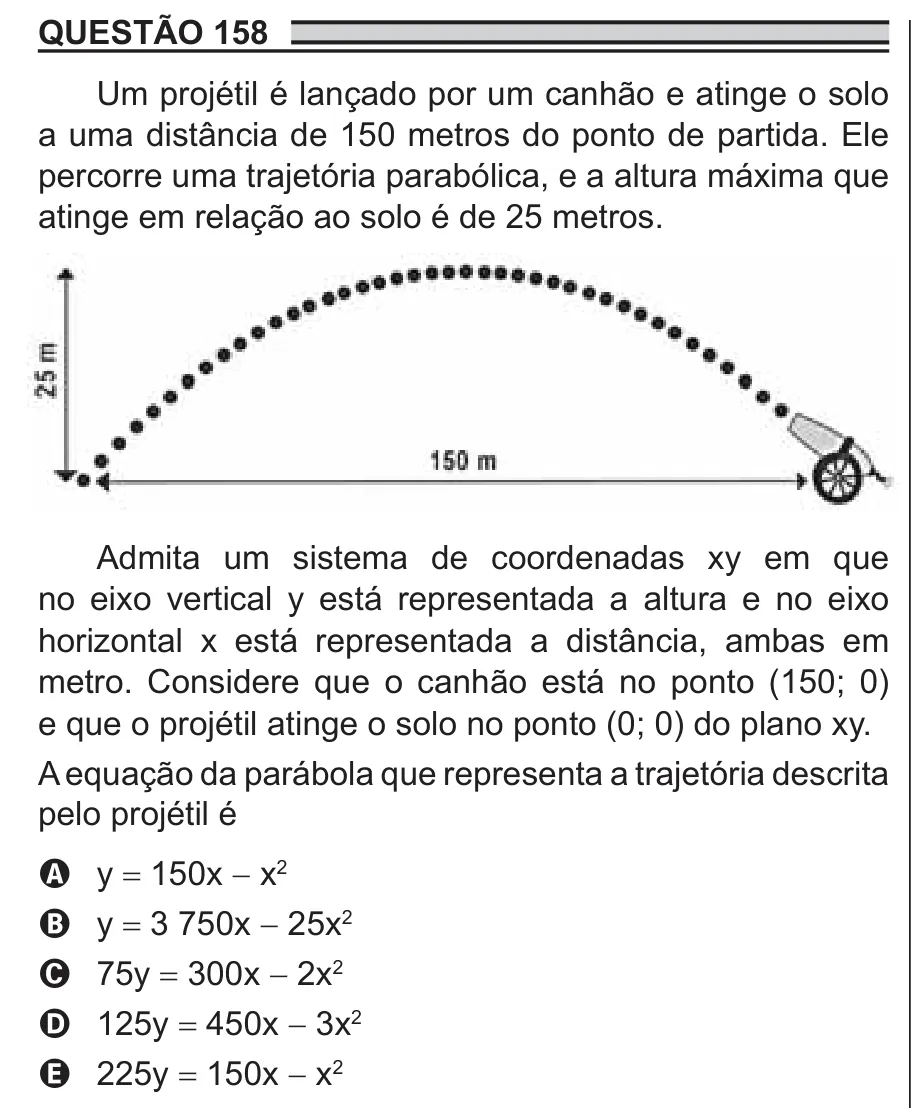 QUESTÃO 158
Um projétil é lançado por um canhão e atinge o solo
a uma distância de 150 metros do ponto de partida. Ele
percorre uma trajetória parabólica, e a altura máxima que
atinge em relação ao solo é de 25 metros.
25 m
150 m
Admita um sistema de coordenadas xy em que
no eixo vertical y está representada a altura e no eixo
horizontal x está representada a distância, ambas em
metro. Considere que o canhão está no ponto (150; 0)
e que o projétil atinge o solo no ponto (0; 0) do plano xy.
A equação da parábola que representa a trajetória descrita
pelo projétil é
A y = 150x – x²
B y = 3 750x – 25x²
C 75y = 300x – 2x²
D 125y = 450x – 3x²
E 225y = 150x – x²